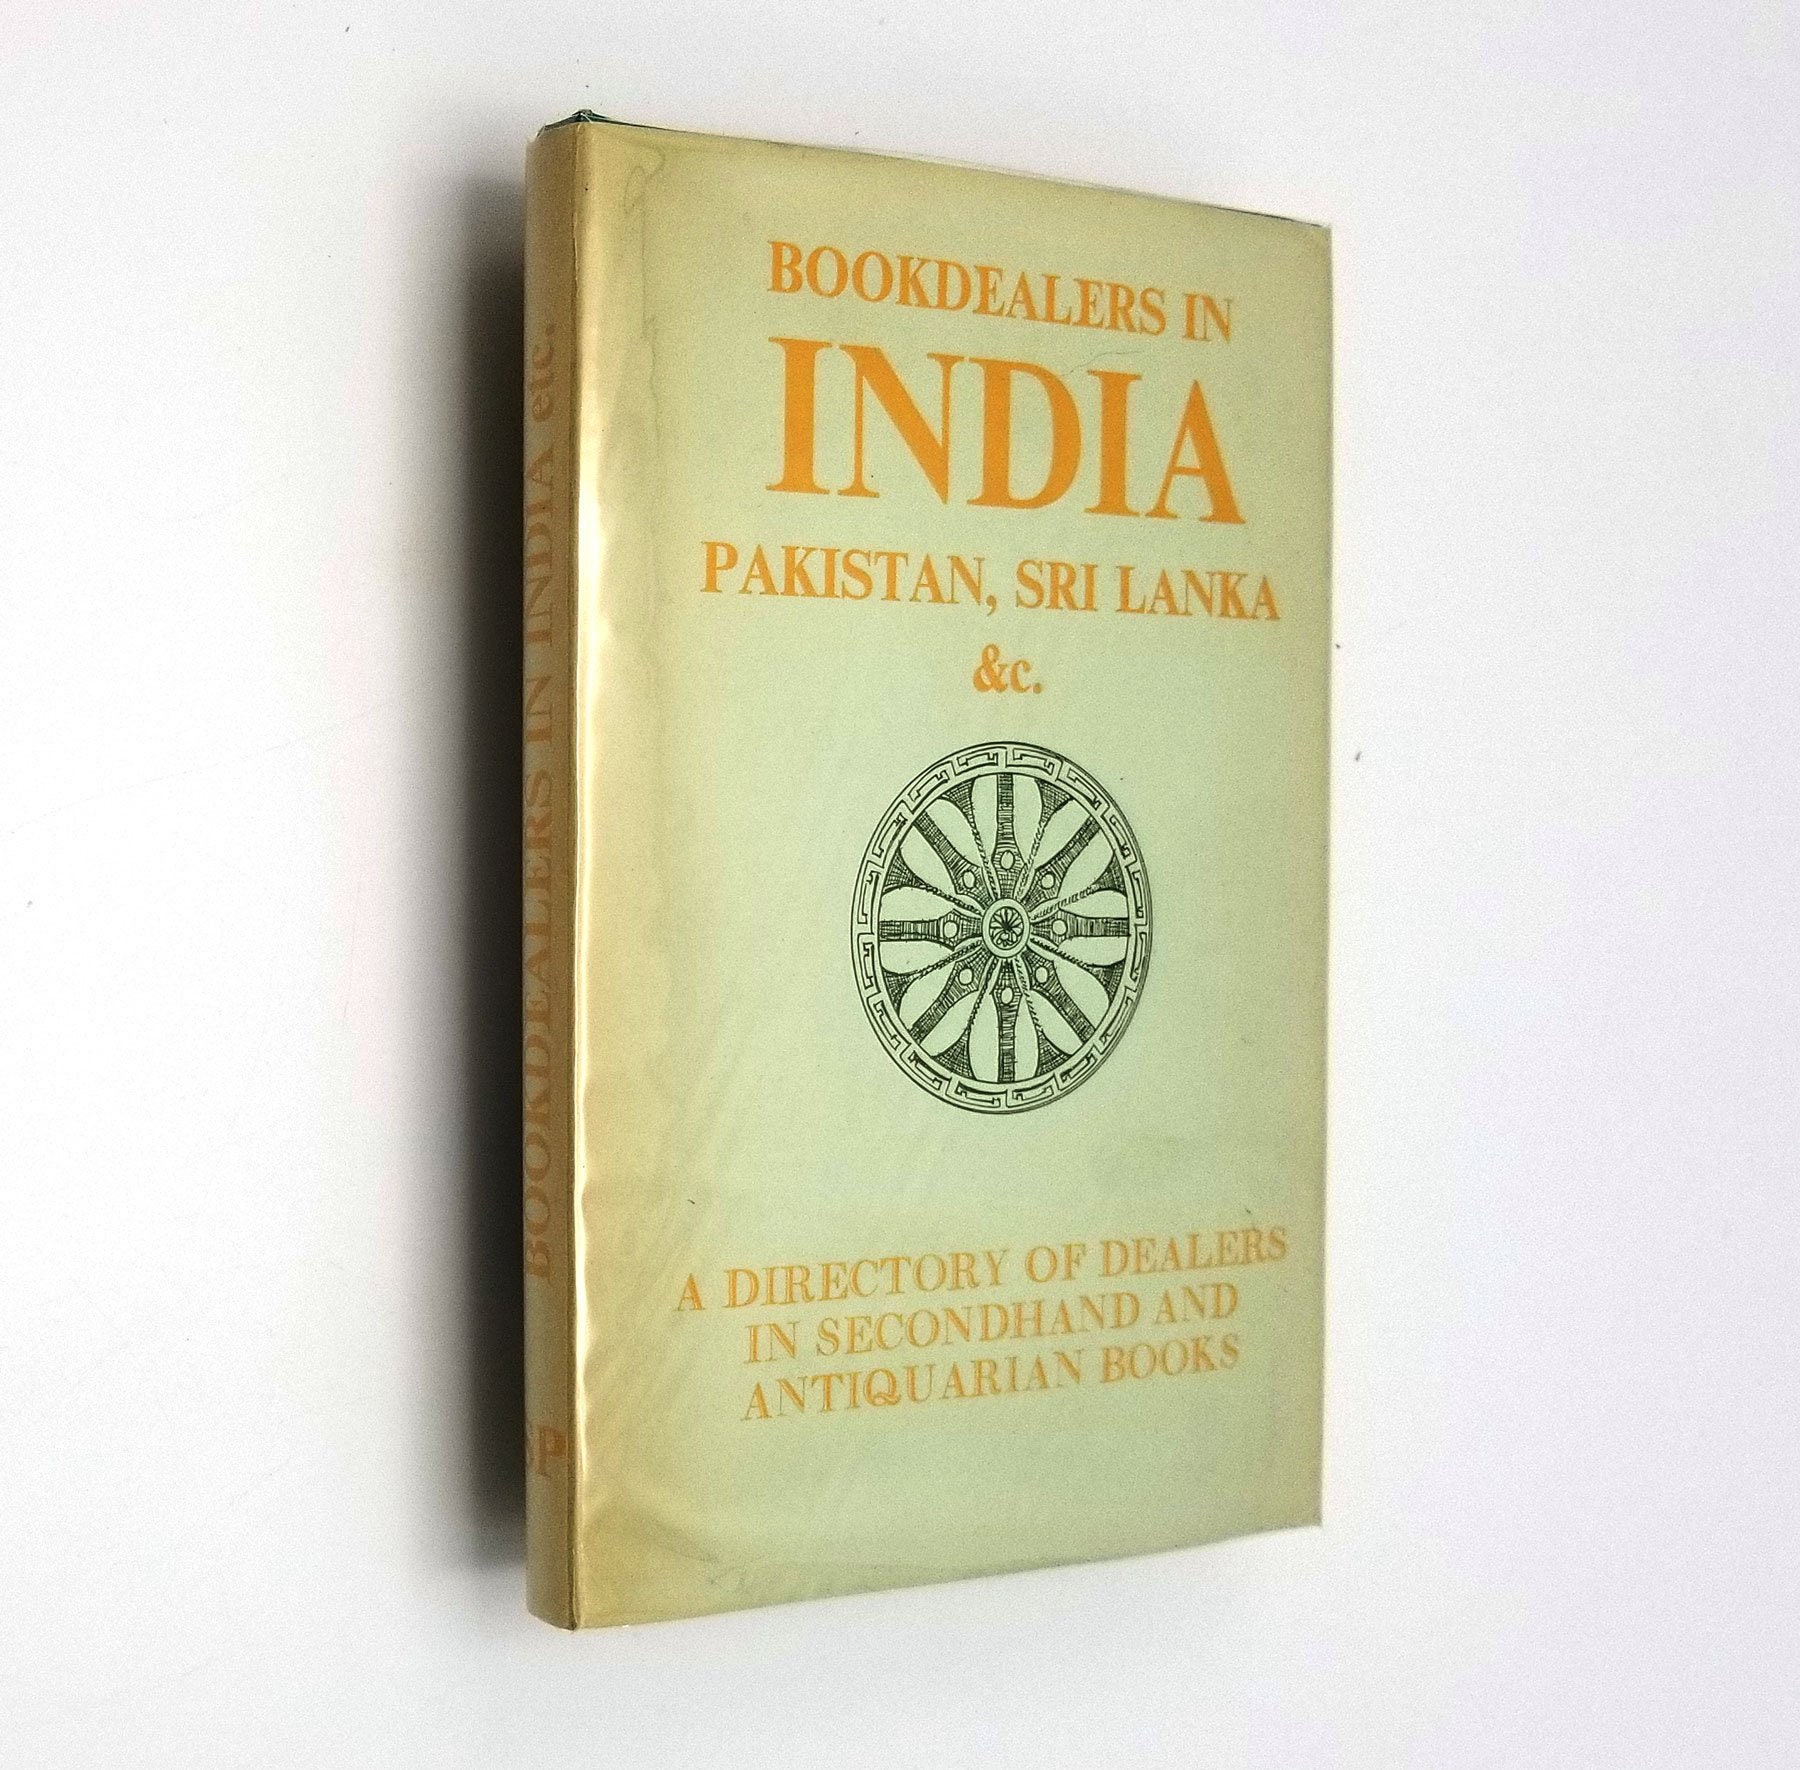 BOOKDEALERS IN
INDIA
PAKISTAN, SRI LANKA
&c.
A DIRECTORY OF DEALERS
IN SECONDHAND AND
ANTIQUARIAN BOOKS
BOOKDEALERS IN INDIA etc.